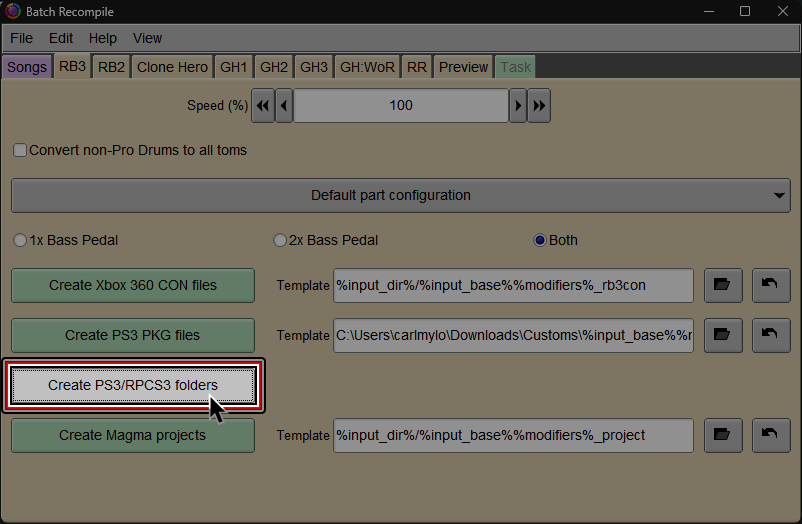 Batch Recompile
File Edit Help View
Songs RB3 RB2 Clone Hero GH1 GH2 GH3 GH:WoR RR Preview Task
Speed (%) 100
Convert non-Pro Drums to all toms
Default part configuration
1x Bass Pedal 2x Bass Pedal Both
Create Xbox 360 CON files Template %input_dir%/%input_base%%modifiers%_rb3con
Create PS3 PKG files Template C:\Users\carlmylo\Downloads\Customs\%input_base%%r
Create PS3/RPCS3 folders
Create Magma projects Template %input_dir%/%input_base%%modifiers%_project